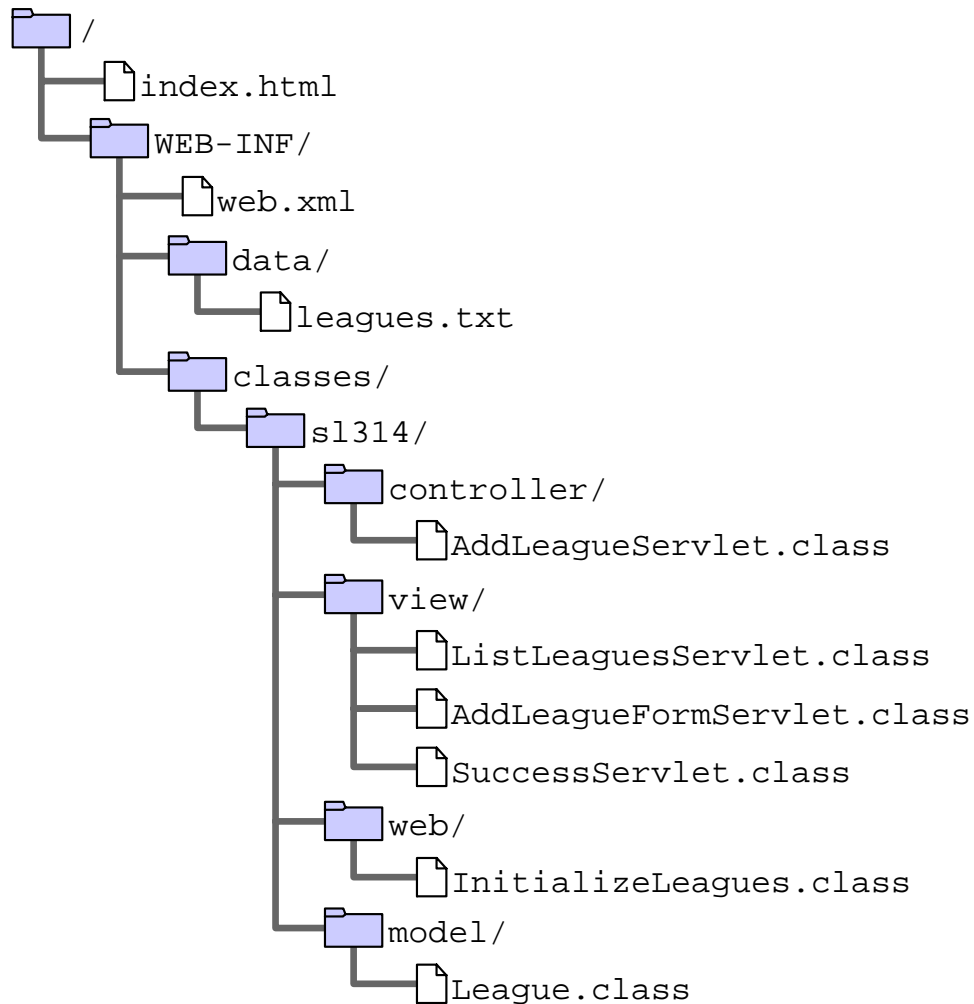 /
index.html
WEB-INF/
web.xml
data/
leagues.txt
classes/
sl314/
controller/
AddLeagueServlet.class
view/
ListLeaguesServlet.class
AddLeagueFormServlet.class
SuccessServlet.class
web/
InitializeLeagues.class
model/
League.class